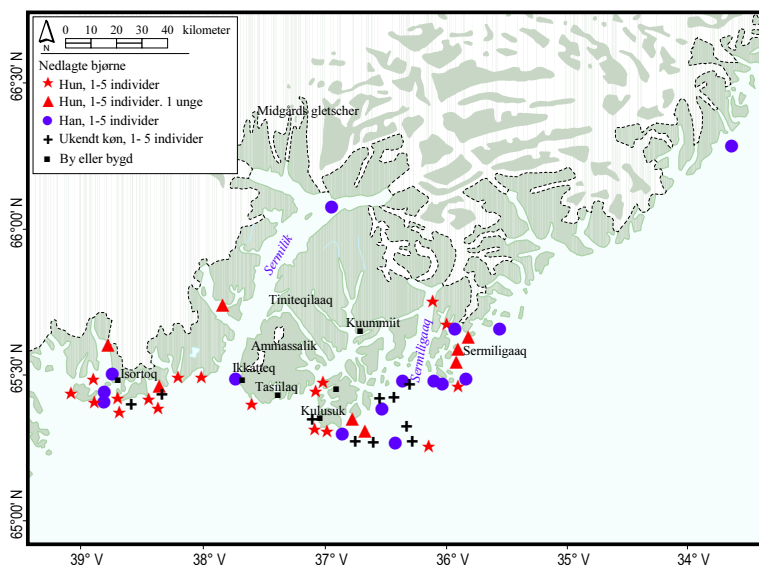 N
0 10 20 40 kilometer
Nedlagte bjørne
Hun, 1-5 individer
Hun, 1-5 individer. 1 unge
Han, 1-5 individer
Ukendt køn, 1- 5 individer
By eller bygd
Midgårds gletscher
Sermilik
Tiniteqilaaq
Kuummiit
Ammassalik
Sermiligaaq
Sermiligaaq
Isortoq
Ikkatteq
Tasiilaq
Kulusuk
66°30' N
66°00' N
65°30' N
65°00' N
39° V 38° V 37° V 36° V 35° V 34° V